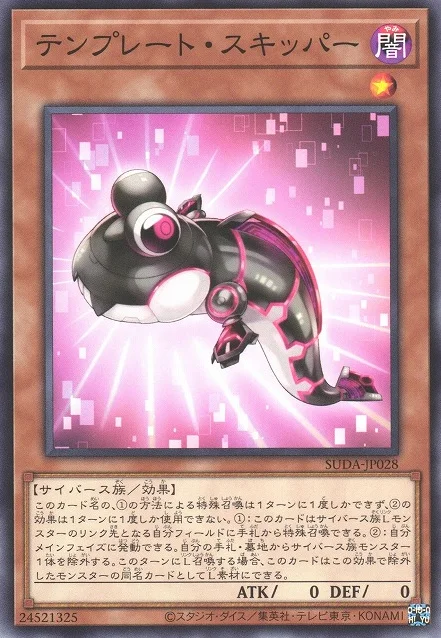 テンプレート・スキッパー
闇
SUDA-JP028
【サイバース族／効果】
このカード名の、①の方法による特殊召喚は1ターンに1度しかできず、②の
効果は1ターンに1度しか使用できない。①：このカードはサイバース族Lモン
スターのリンク先となる自分フィールドに手札から特殊召喚できる。②：自分
メインフェイズに発動できる。自分の手札・墓地からサイバース族モンスター
1体を除外する。このターンにL召喚する場合、このカードはこの効果で除外
したモンスターの同名カードとしてL素材にできる。
ATK/ 0 DEF/ 0
24521325 ©スタジオ・ダイス/集英社・テレビ東京・KONAMI